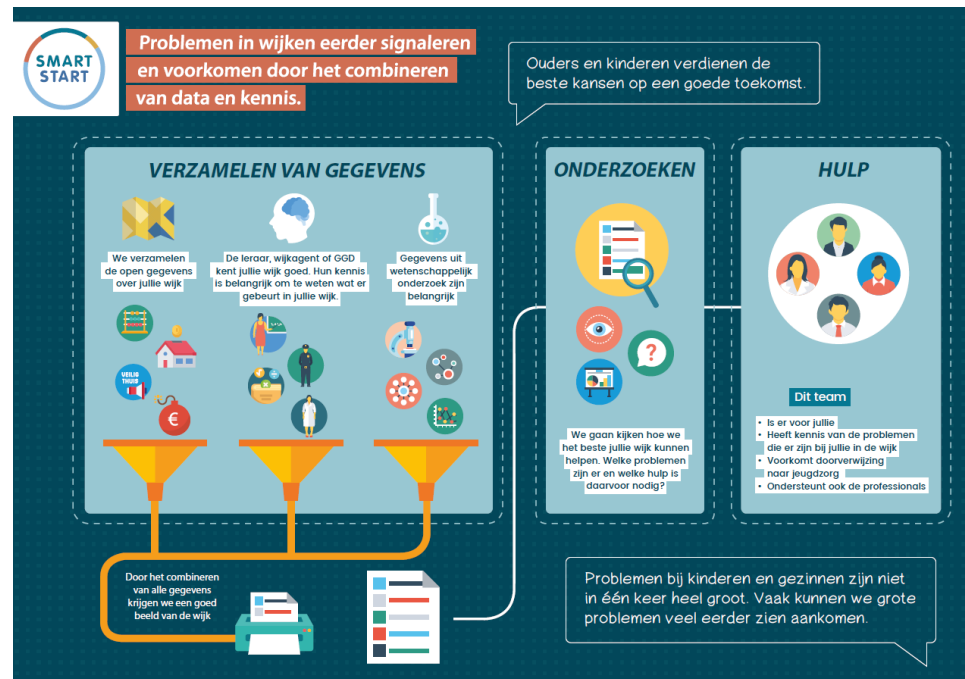 SMART
START
Problemen in wijken eerder signaleren
en voorkomen door het combineren
van data en kennis.
Ouders en kinderen verdienen de
beste kansen op een goede toekomst.
VERZAMELEN VAN GEGEVENS
We verzamelen
de open gegevens
over jullie wijk
De leraar, wijkagent of GGD
kent jullie wijk goed. Hun kennis
is belangrijk om te weten wat er
gebeurt in jullie wijk.
Gegevens uit
wetenschappelijk
onderzoek zijn
belangrijk
VEILIG
THUIS
€
Door het combineren
van alle gegevens
krijgen we een goed
beeld van de wijk
ONDERZOEKEN
?
We gaan kijken hoe we
het beste jullie wijk kunnen
helpen. Welke problemen
zijn er en welke hulp is
daarvoor nodig?
HULP
Dit team
• Is er voor jullie
• Heeft kennis van de problemen
die er zijn bij jullie in de wijk
• Voorkomt doorverwijzing
naar jeugdzorg
• Ondersteunt ook de professionals
Problemen bij kinderen en gezinnen zijn niet
in één keer heel groot. Vaak kunnen we grote
problemen veel eerder zien aankomen.